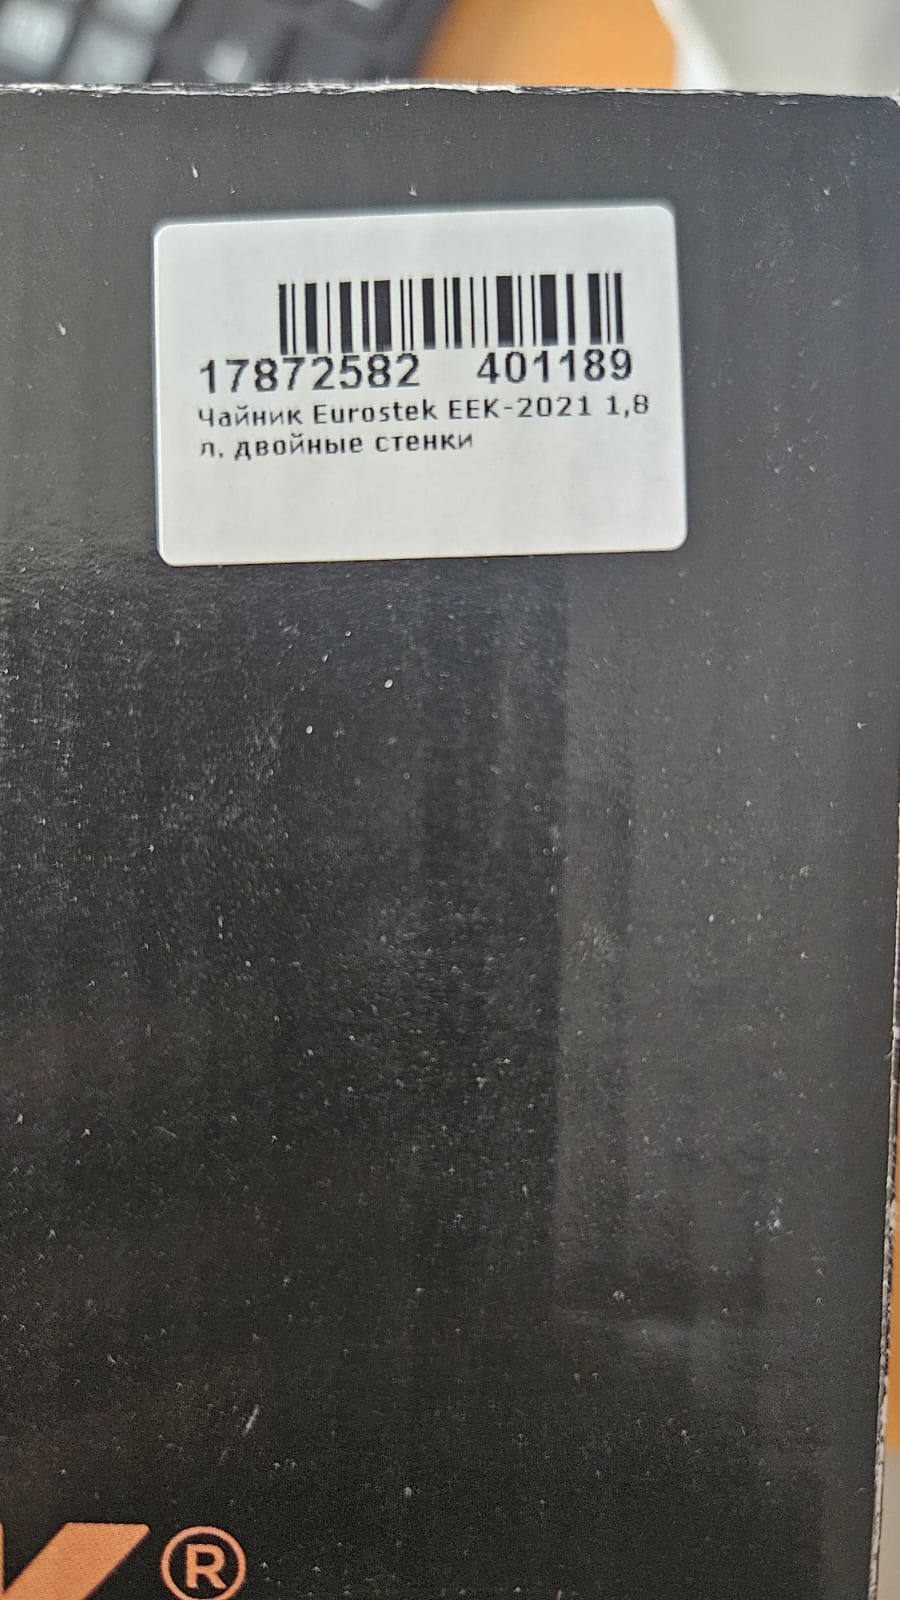 17872582 401189
Чайник Eurostek EEK-2021 1,8
л. двойные стенки
®